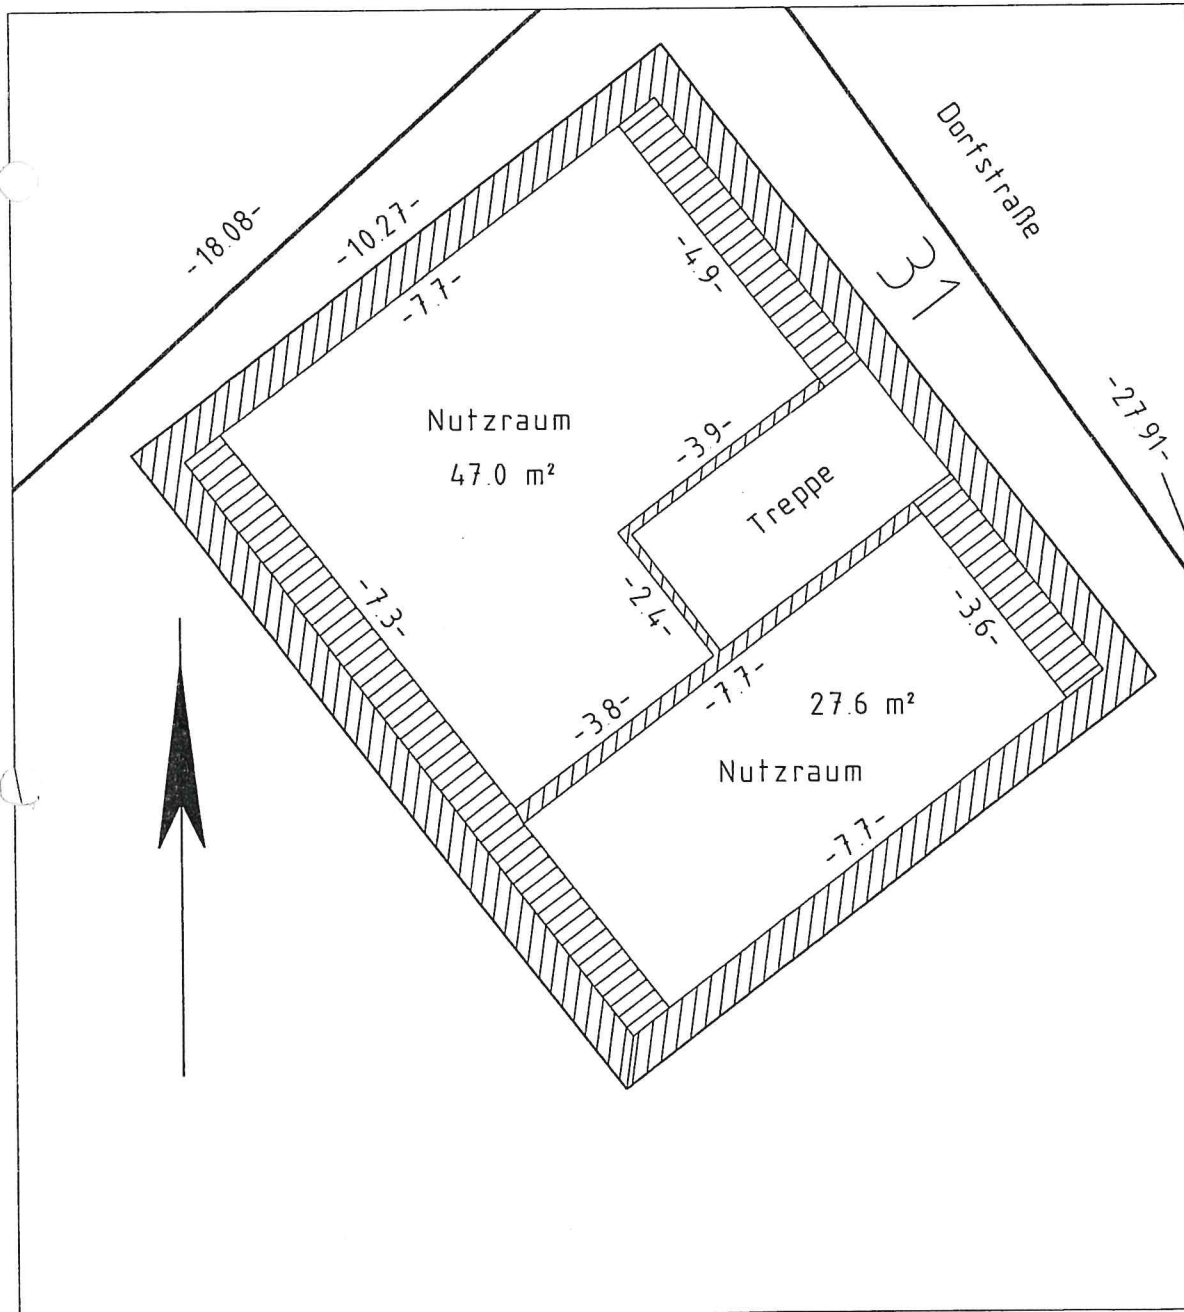 Dorfstraße
-18.08-
-10.27-
-7.7-
-4.9-
31
-27.91-
Nutzraum
47.0 m²
-3.9-
Treppe
-7.3-
-2.4-
-3.6-
-3.8-
-7.7-
27.6 m²
Nutzraum
-7.7-